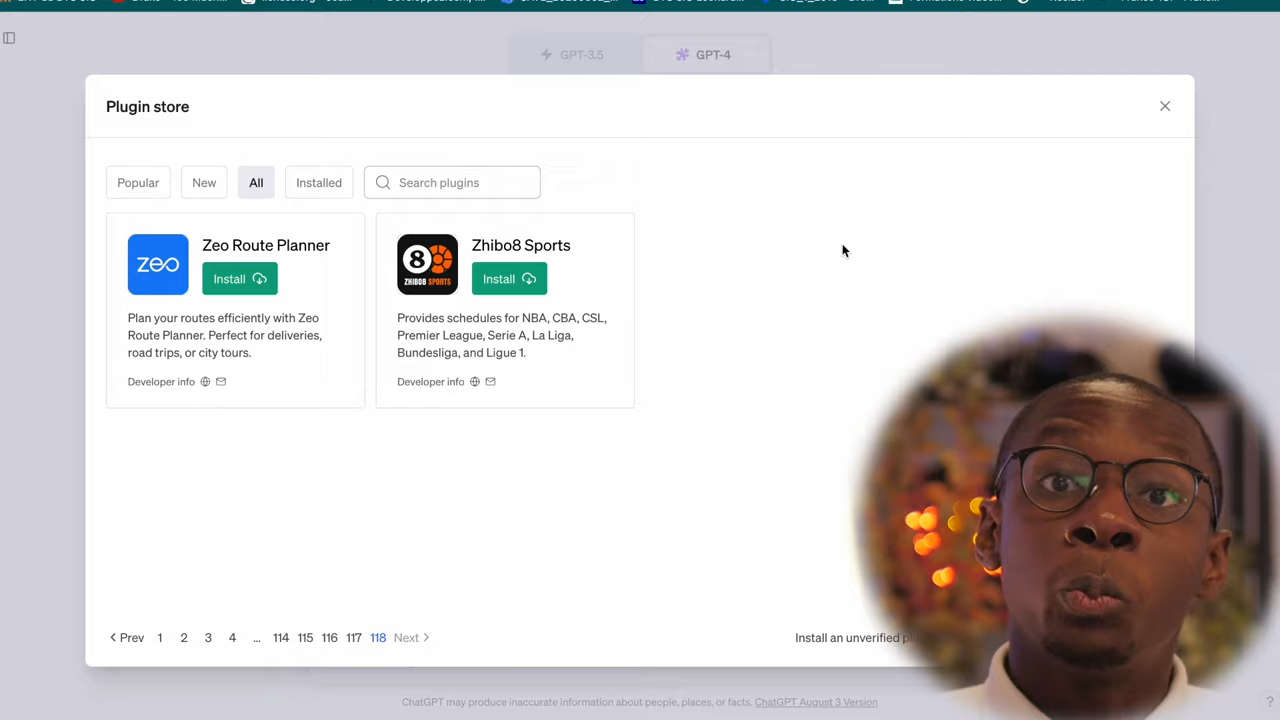 GPT-3.5
GPT-4
Plugin store
Popular
New
All
Installed
Search plugins
zeo
Zeo Route Planner
Install
Plan your routes efficiently with Zeo
Route Planner. Perfect for deliveries,
road trips, or city tours.
Developer info
8
ZHIBO8 SPORTS
Zhibo8 Sports
Install
Provides schedules for NBA, CBA, CSL,
Premier League, Serie A, La Liga,
Bundesliga, and Ligue 1.
Developer info
Prev 1 2 3 4 ... 114 115 116 117 118 Next
Install an unverified
ChatGPT may produce inaccurate information about people, places, or facts. ChatGPT August 3 Version
?